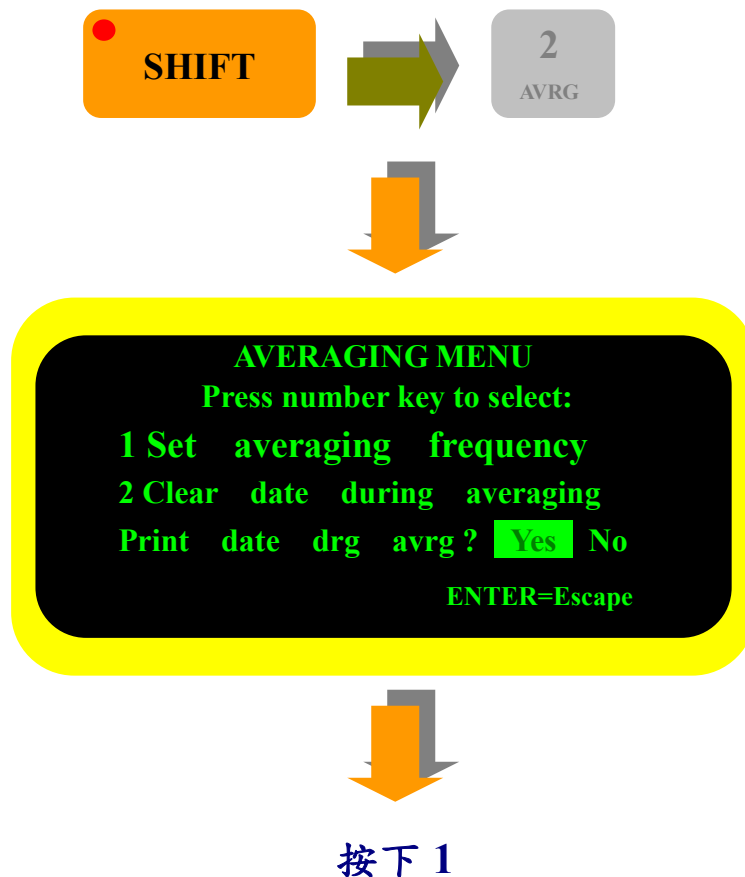 SHIFT
2
AVRG
AVERAGING MENU
Press number key to select:
1 Set averaging frequency
2 Clear date during averaging
Print date drg avrg ? Yes No
ENTER=Escape
按下 1